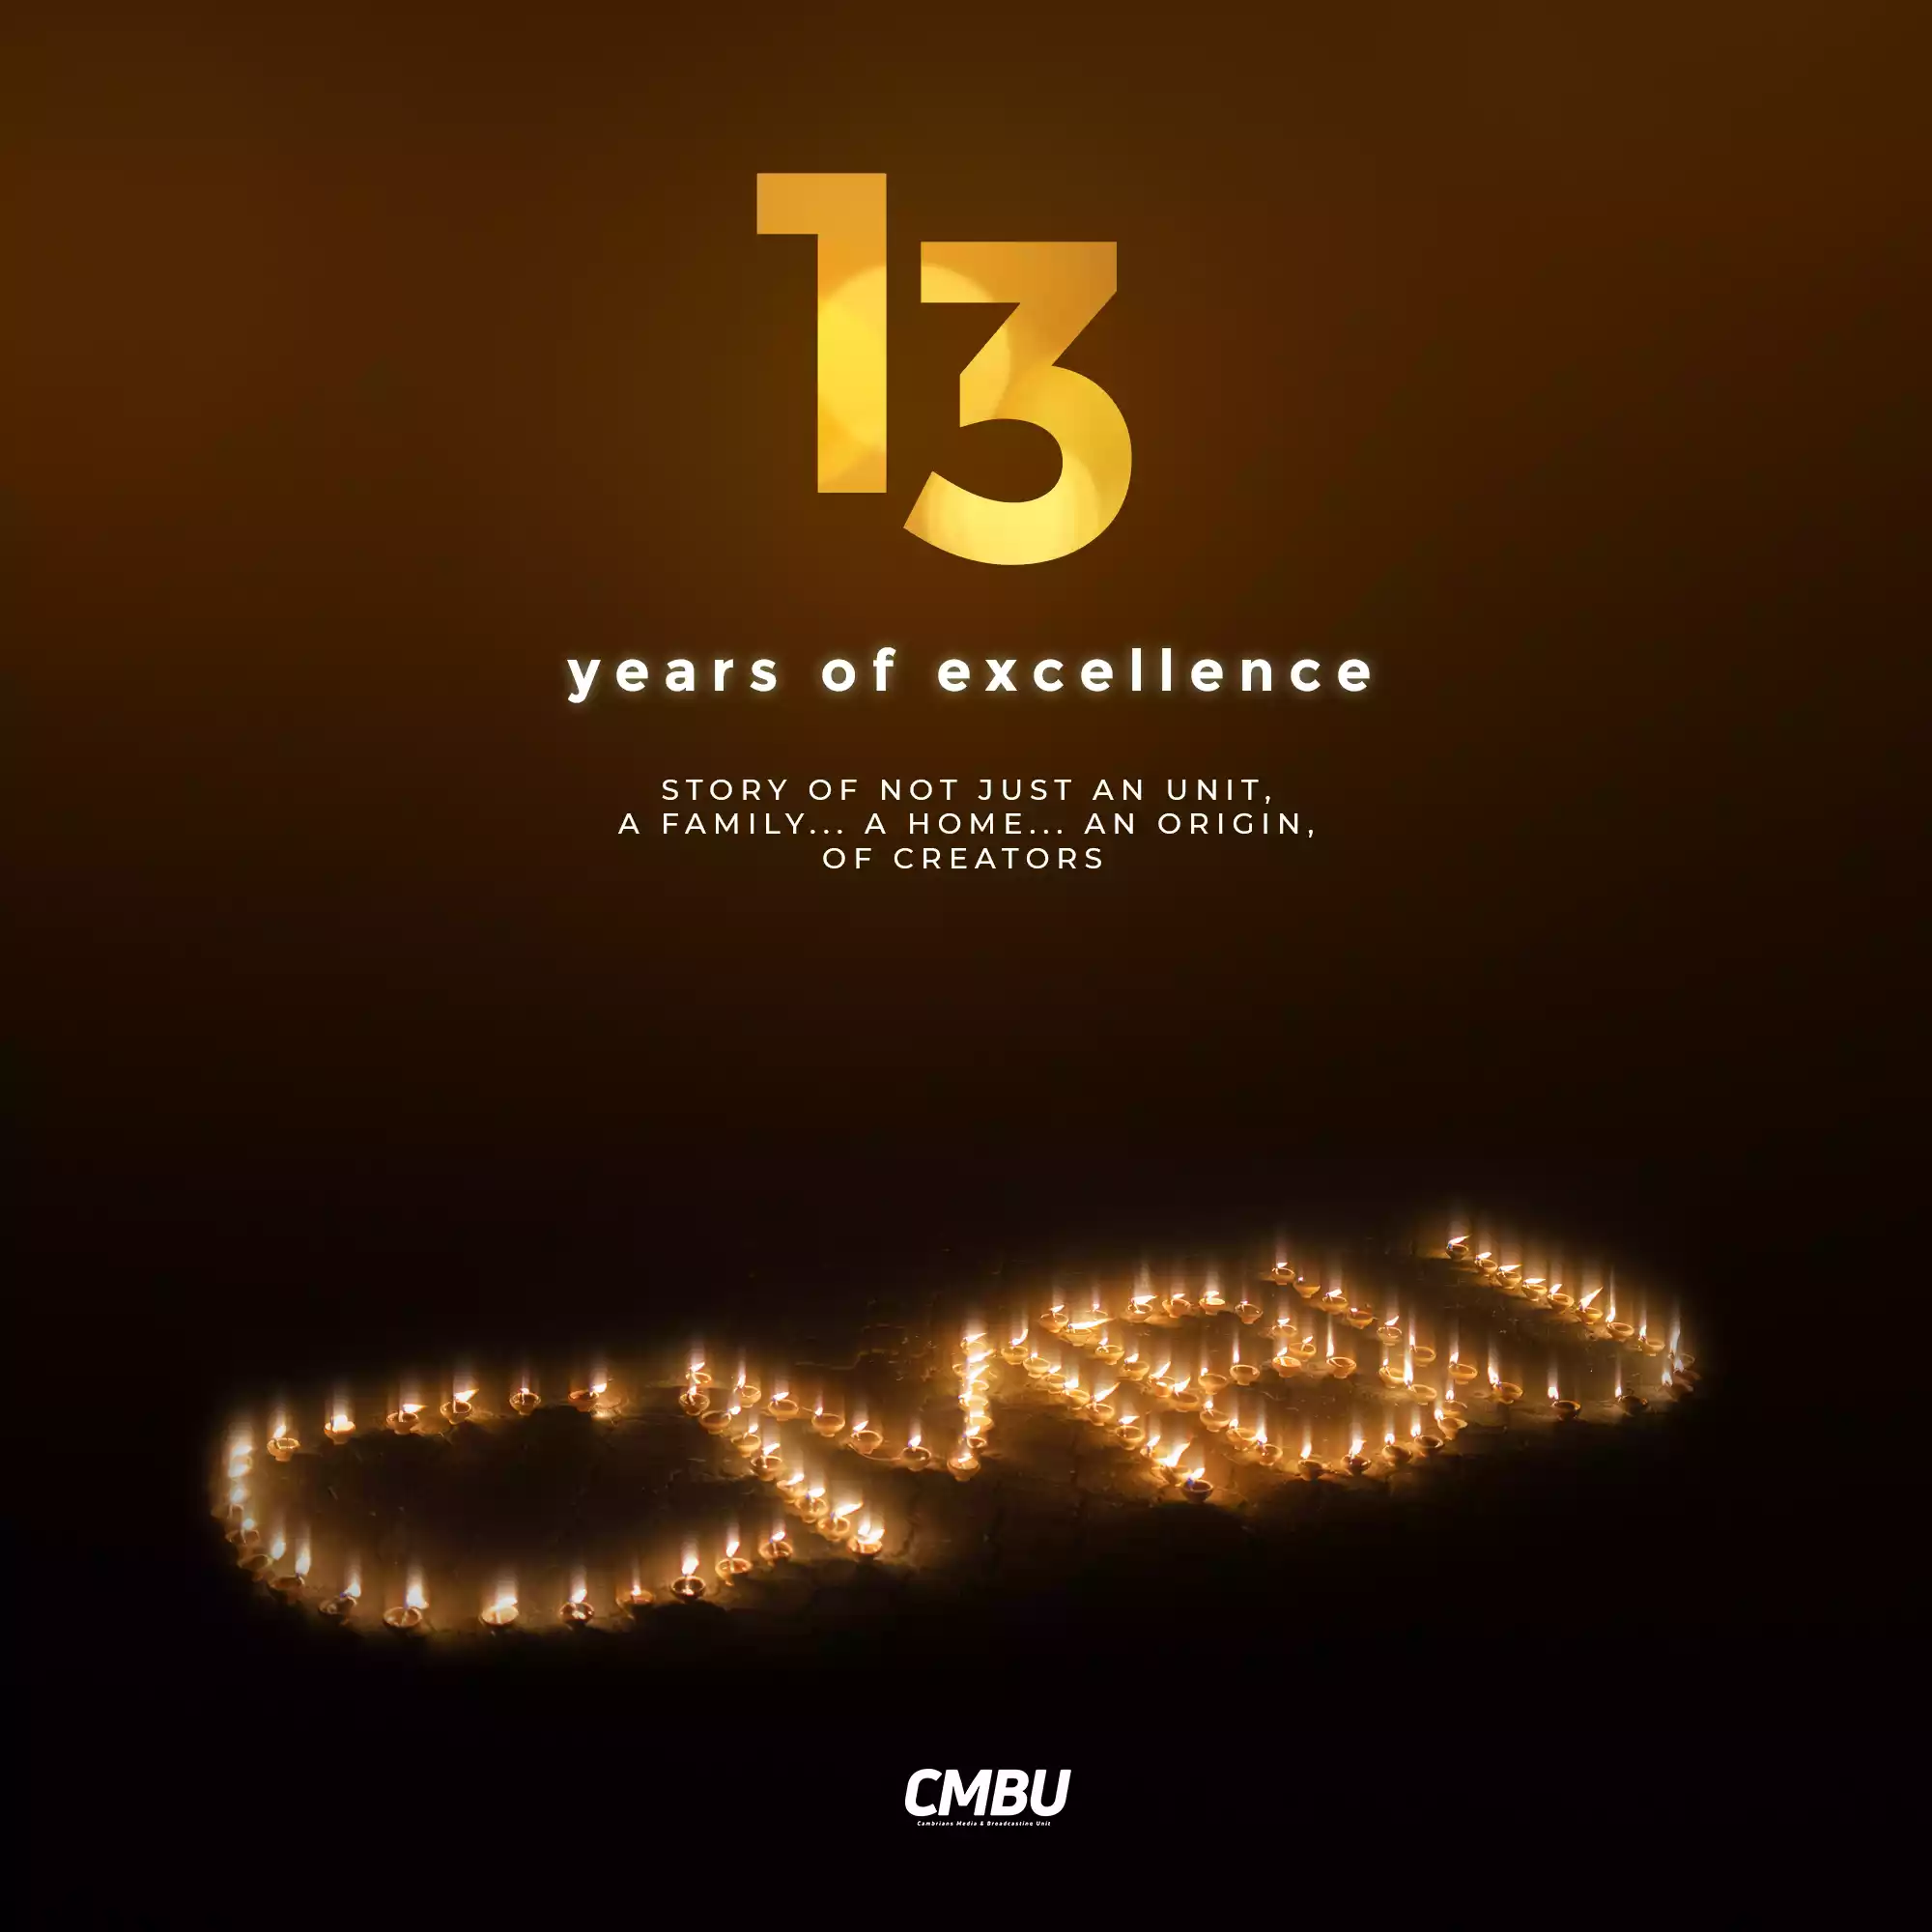 13
years of excellence
STORY OF NOT JUST AN UNIT,
A FAMILY... A HOME... AN ORIGIN,
OF CREATORS
CMBU
CMBU
Cambrians Media & Broadcasting Unit